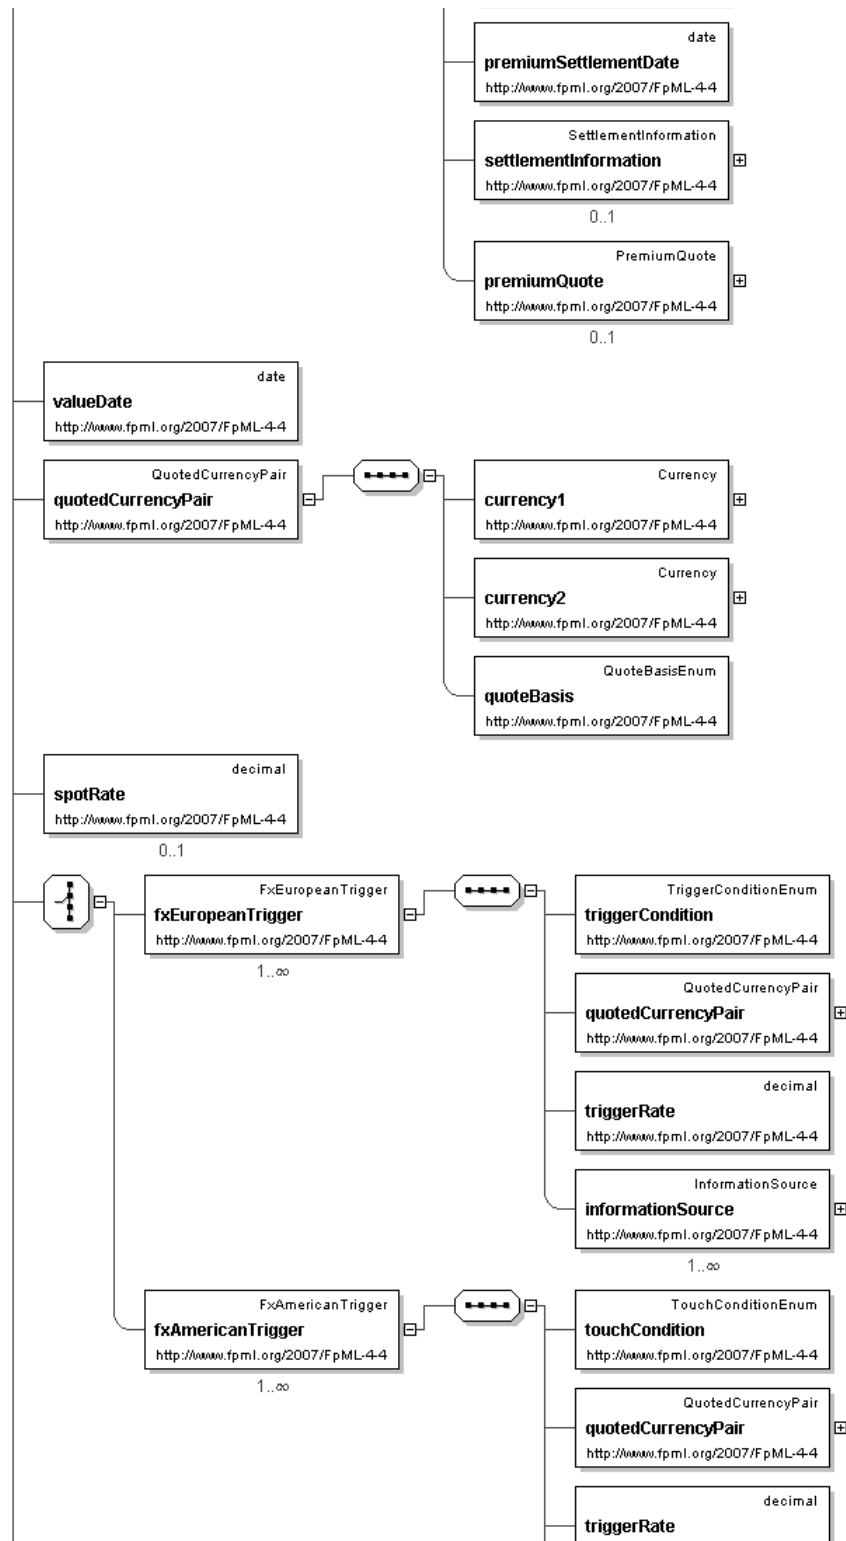 date
premiumSettlementDate
http://www.fpml.org/2007/FpML-4-4
SettlementInformation
settlementInformation
http://www.fpml.org/2007/FpML-4-4
0..1
PremiumQuote
premiumQuote
http://www.fpml.org/2007/FpML-4-4
0..1
date
valueDate
http://www.fpml.org/2007/FpML-4-4
QuotedCurrencyPair
quotedCurrencyPair
http://www.fpml.org/2007/FpML-4-4
Currency
currency1
http://www.fpml.org/2007/FpML-4-4
Currency
currency2
http://www.fpml.org/2007/FpML-4-4
QuoteBasisEnum
quoteBasis
http://www.fpml.org/2007/FpML-4-4
decimal
spotRate
http://www.fpml.org/2007/FpML-4-4
0..1
FxEuropeanTrigger
fxEuropeanTrigger
http://www.fpml.org/2007/FpML-4-4
1..∞
TriggerConditionEnum
triggerCondition
http://www.fpml.org/2007/FpML-4-4
QuotedCurrencyPair
quotedCurrencyPair
http://www.fpml.org/2007/FpML-4-4
decimal
triggerRate
http://www.fpml.org/2007/FpML-4-4
InformationSource
informationSource
http://www.fpml.org/2007/FpML-4-4
1..∞
FxAmericanTrigger
fxAmericanTrigger
http://www.fpml.org/2007/FpML-4-4
1..∞
TouchConditionEnum
touchCondition
http://www.fpml.org/2007/FpML-4-4
QuotedCurrencyPair
quotedCurrencyPair
http://www.fpml.org/2007/FpML-4-4
decimal
triggerRate